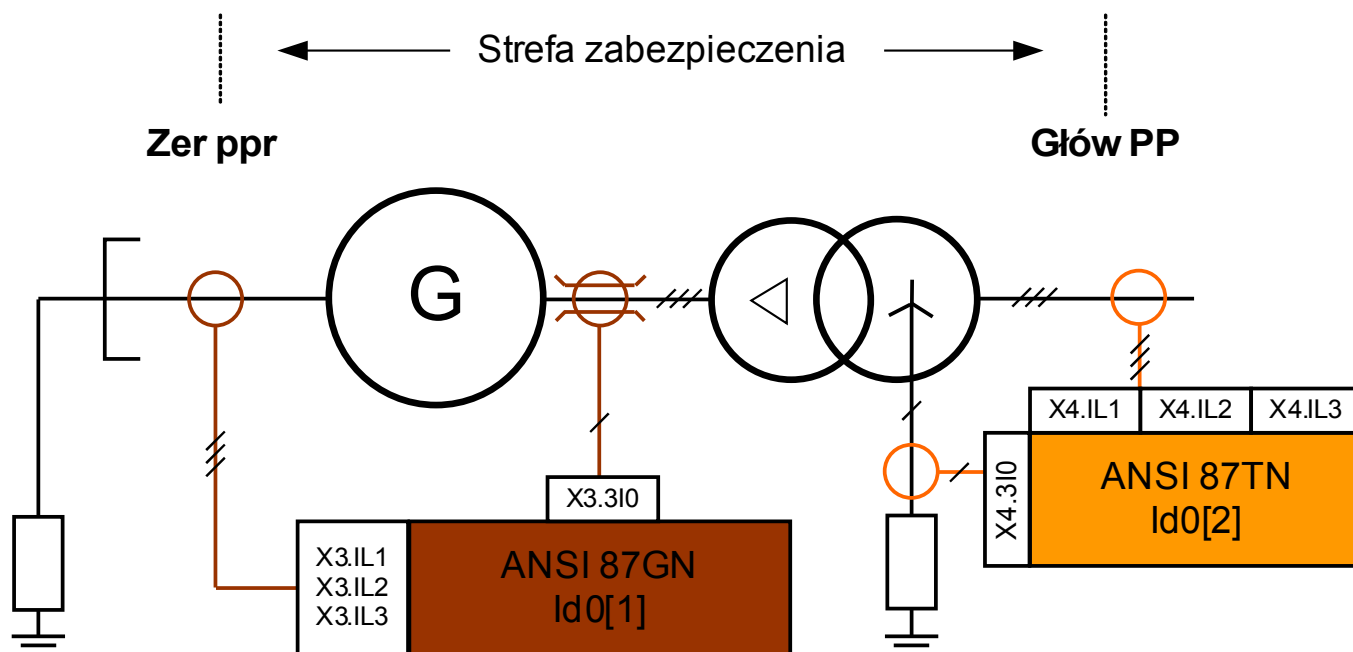 Strefa zabezpieczenia
Zer ppr
Głów PP
G
X4.IL1
X4.IL2
X4.IL3
X4.3I0
ANSI 87TN
Id0[2]
X3.3I0
X3.IL1
X3.IL2
X3.IL3
ANSI 87GN
Id0[1]